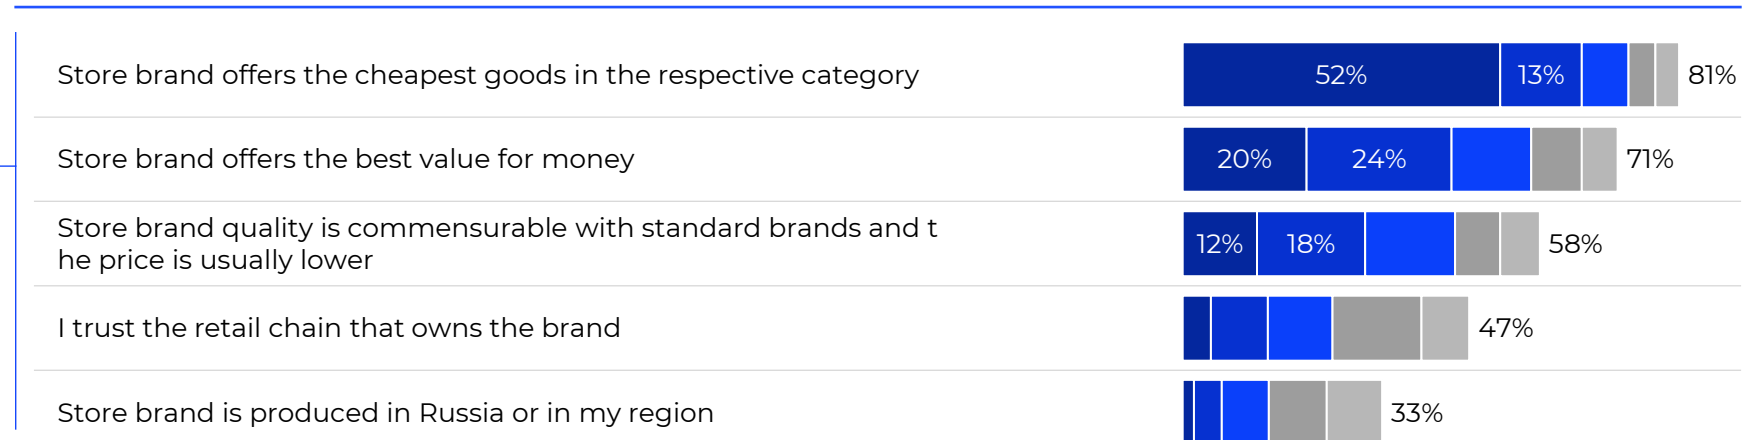 Store brand offers the cheapest goods in the respective category
52% 13% 81%
Store brand offers the best value for money
20% 24% 71%
Store brand quality is commensurable with standard brands and t
he price is usually lower
12% 18% 58%
I trust the retail chain that owns the brand
47%
Store brand is produced in Russia or in my region
33%